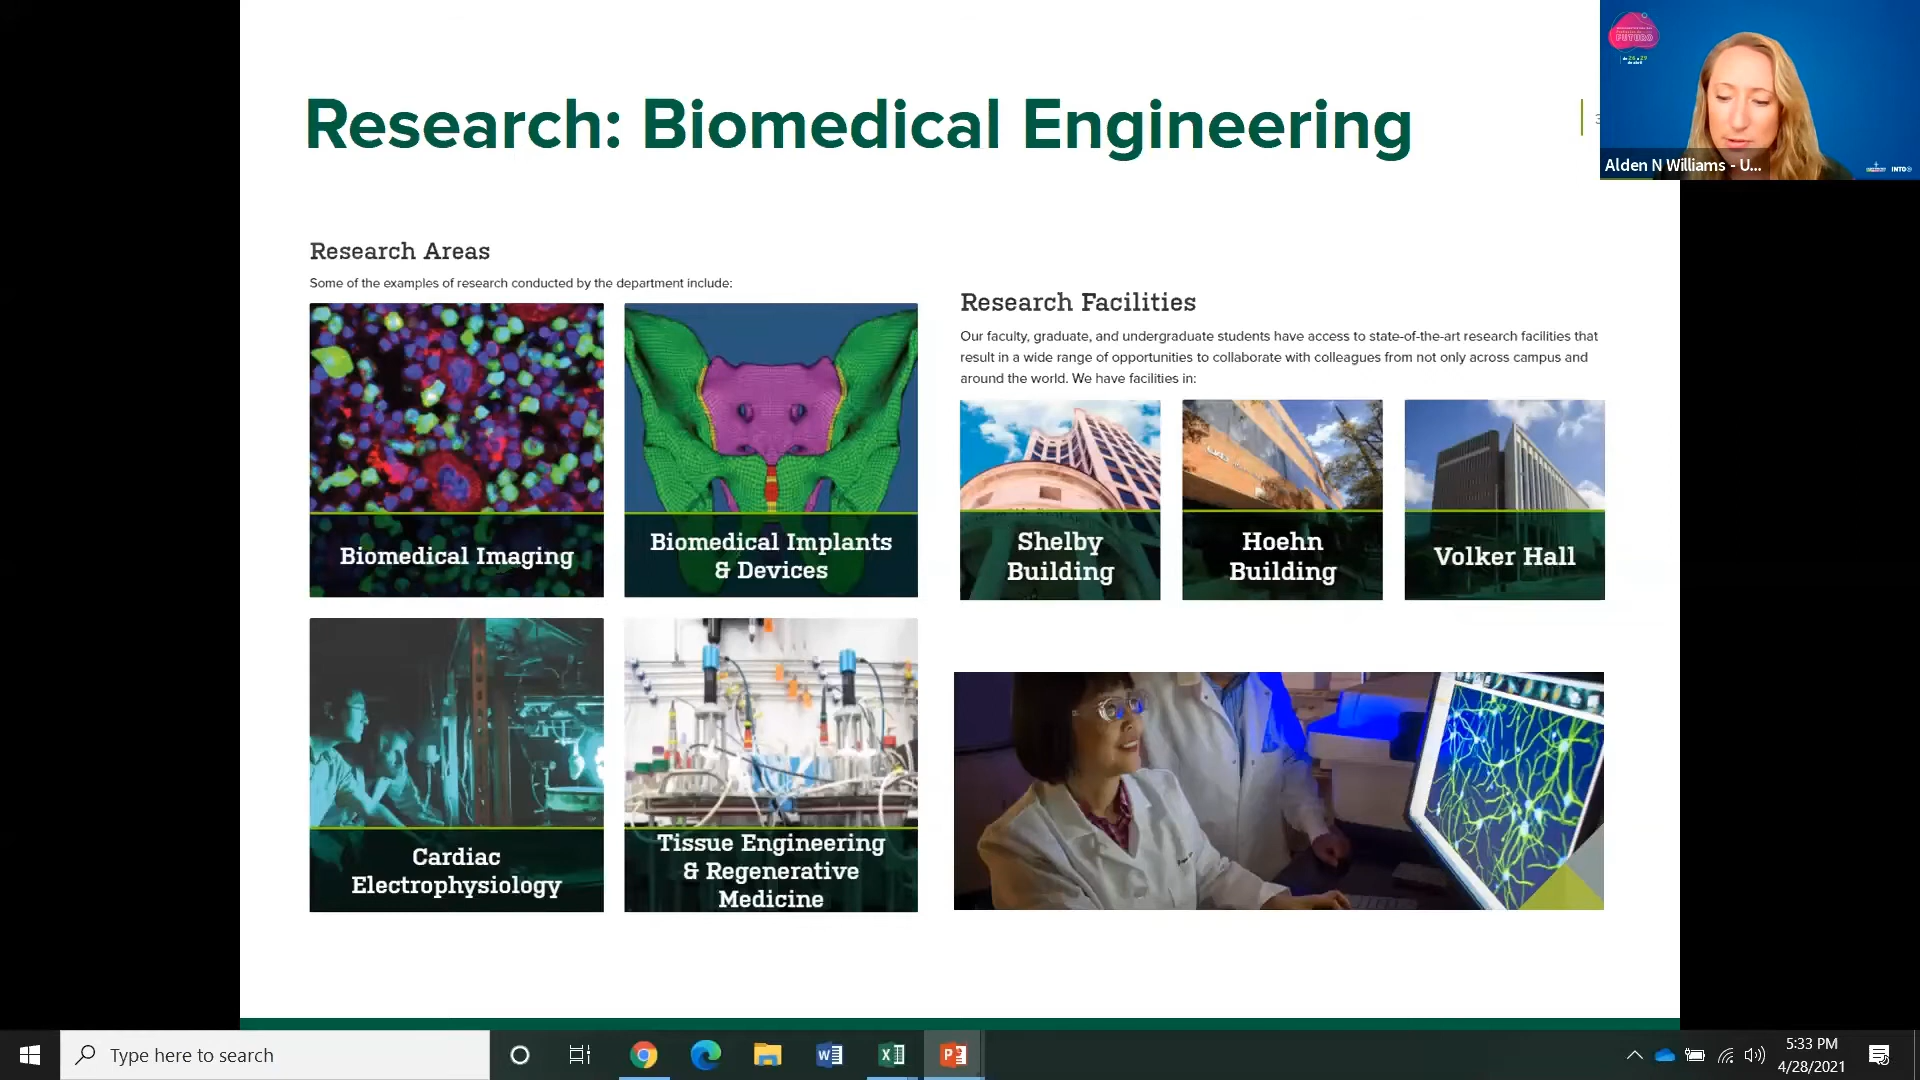 Research: Biomedical Engineering
FUTURO
Alden N Williams - U...
INTO
Research Areas
Some of the examples of research conducted by the department include:
Biomedical Imaging
Biomedical Implants
& Devices
Cardiac
Electrophysiology
Tissue Engineering
& Regenerative
Medicine
Research Facilities
Our faculty, graduate, and undergraduate students have access to state-of-the-art research facilities that
result in a wide range of opportunities to collaborate with colleagues from not only across campus and
around the world. We have facilities in:
Shelby
Building
Hoehn
Building
Volker Hall
Type here to search
5:33 PM
4/28/2021